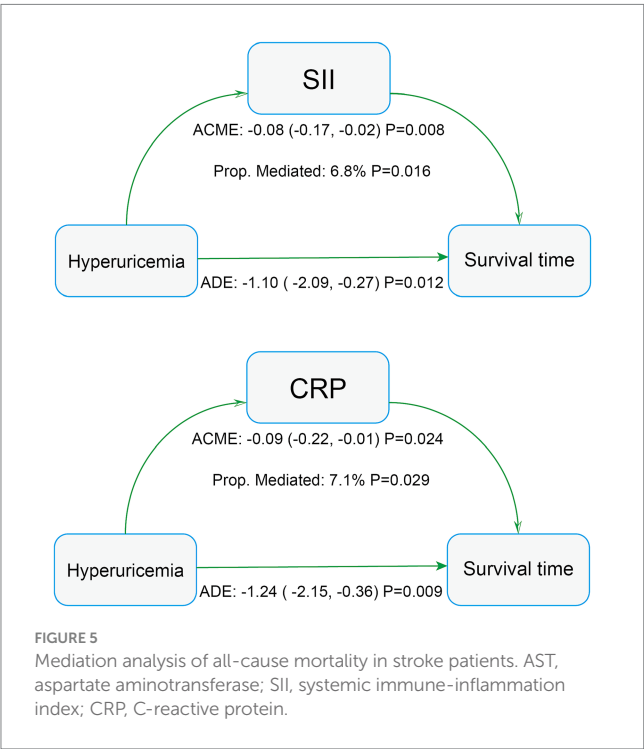 SII
ACME: -0.08 (-0.17, -0.02) P=0.008
Prop. Mediated: 6.8% P=0.016
Hyperuricemia
Survival time
ADE: -1.10 ( -2.09, -0.27) P=0.012
CRP
ACME: -0.09 (-0.22, -0.01) P=0.024
Prop. Mediated: 7.1% P=0.029
Hyperuricemia
Survival time
ADE: -1.24 ( -2.15, -0.36) P=0.009
FIGURE 5
Mediation analysis of all-cause mortality in stroke patients. AST,
aspartate aminotransferase; SII, systemic immune-inflammation
index; CRP, C-reactive protein.